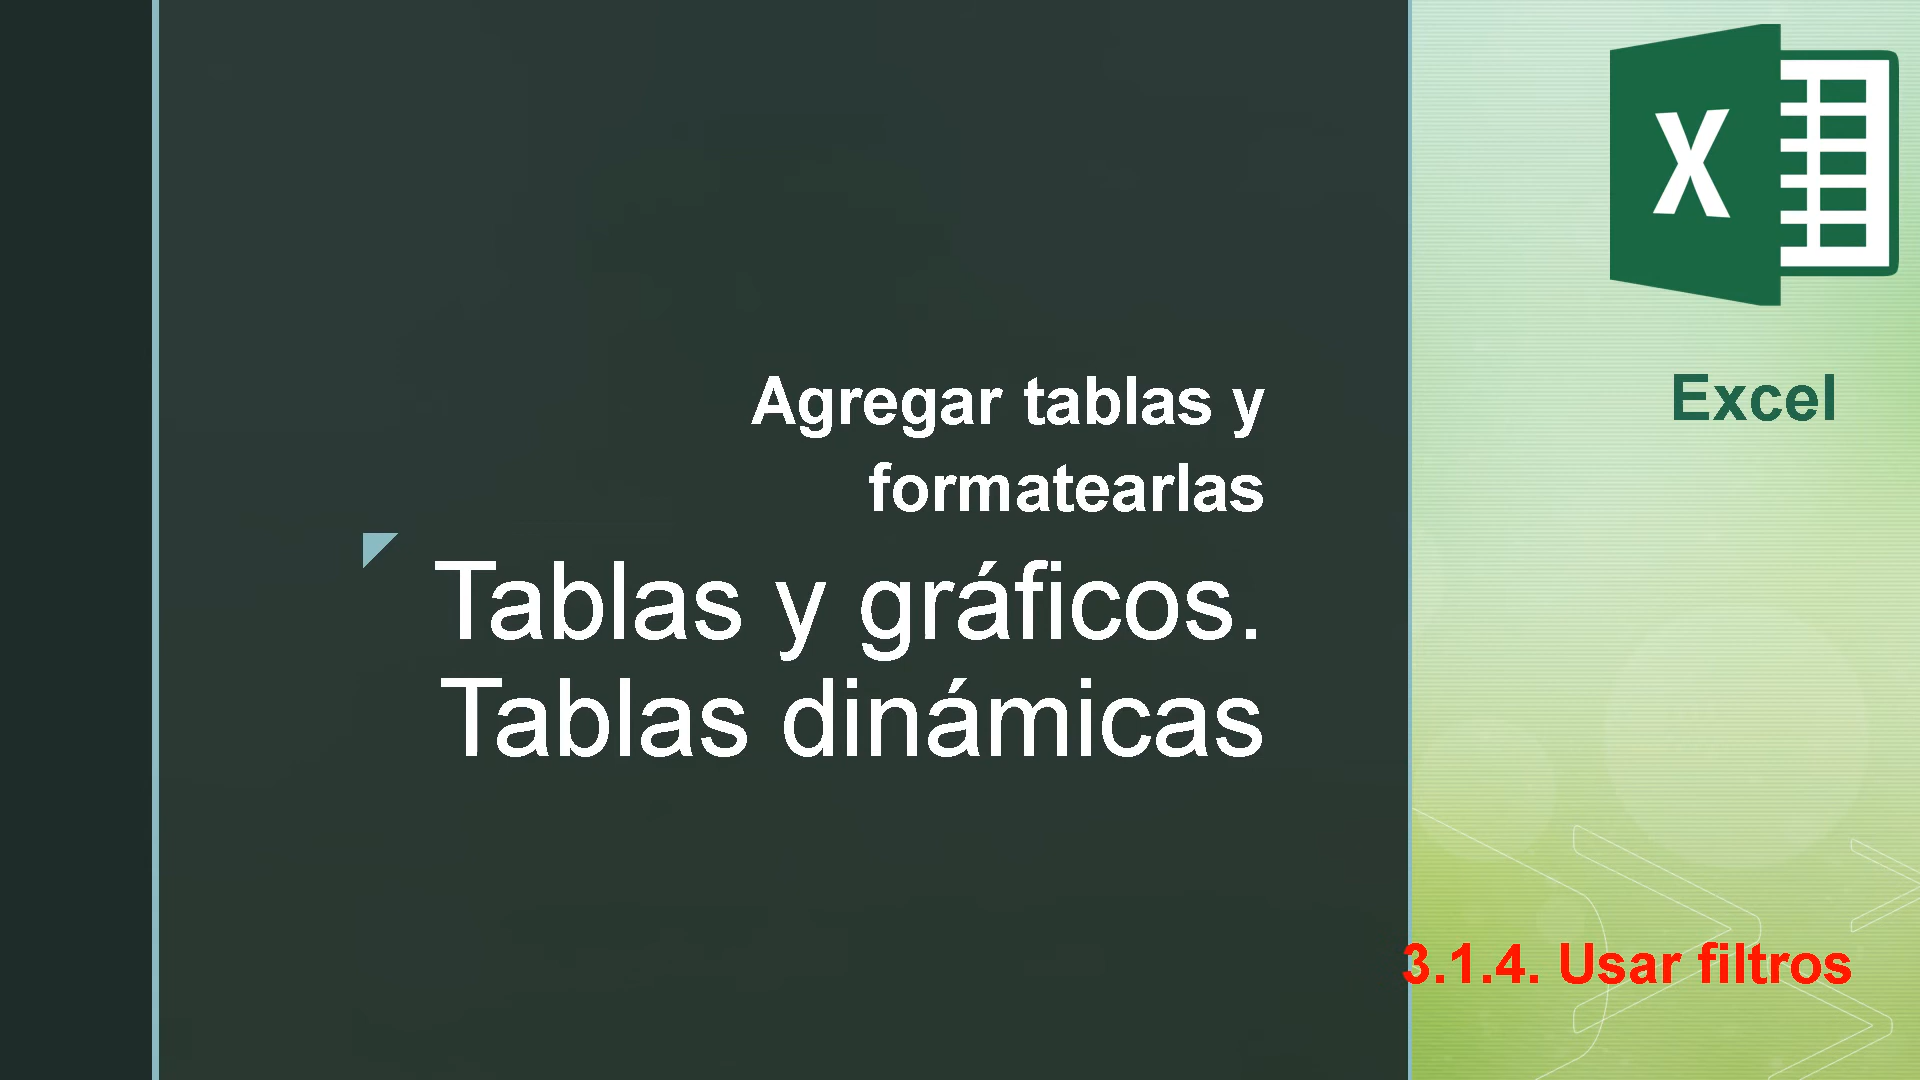 X
Excel
Agregar tablas y
formatearlas
Tablas y gráficos.
Tablas dinámicas
3.1.4. Usar filtros